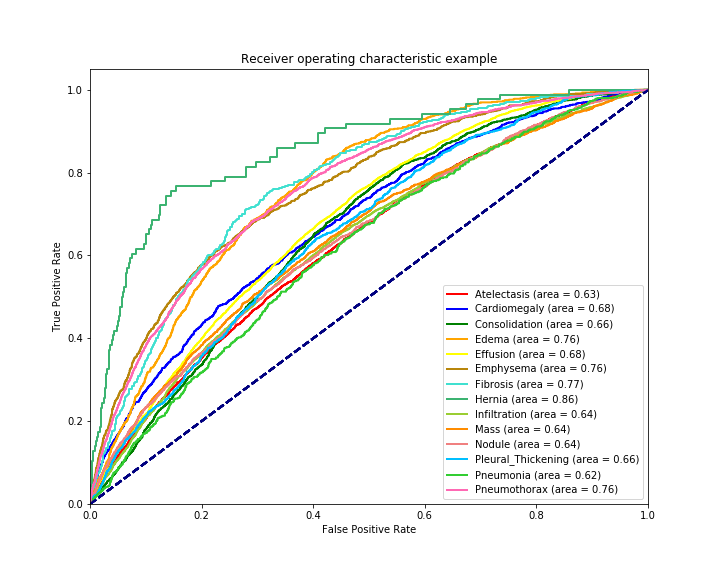 Receiver operating characteristic example
True Positive Rate
1.0
0.8
0.6
0.4
0.2
0.0
Atelectasis (area = 0.63)
Cardiomegaly (area = 0.68)
Consolidation (area = 0.66)
Edema (area = 0.76)
Effusion (area = 0.68)
Emphysema (area = 0.76)
Fibrosis (area = 0.77)
Hernia (area = 0.86)
Infiltration (area = 0.64)
Mass (area = 0.64)
Nodule (area = 0.64)
Pleural_Thickening (area = 0.66)
Pneumonia (area = 0.62)
Pneumothorax (area = 0.76)
0.0 0.2 0.4 0.6 0.8 1.0
False Positive Rate